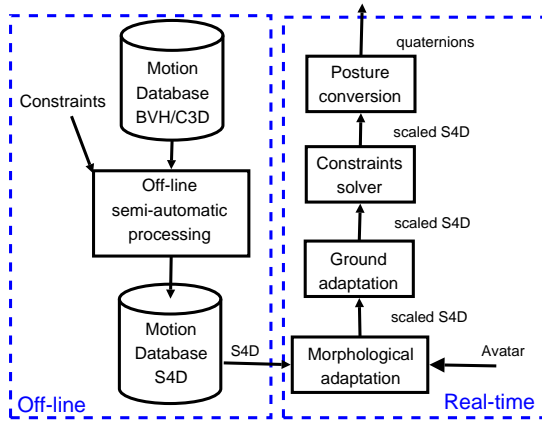 Constraints
Motion
Database
BVH/C3D
Off-line
semi-automatic
processing
Motion
Database
S4D
Off-line
S4D
quaternions
Posture
conversion
scaled S4D
Constraints
solver
scaled S4D
Ground
adaptation
scaled S4D
Morphological
adaptation
Avatar
Real-time